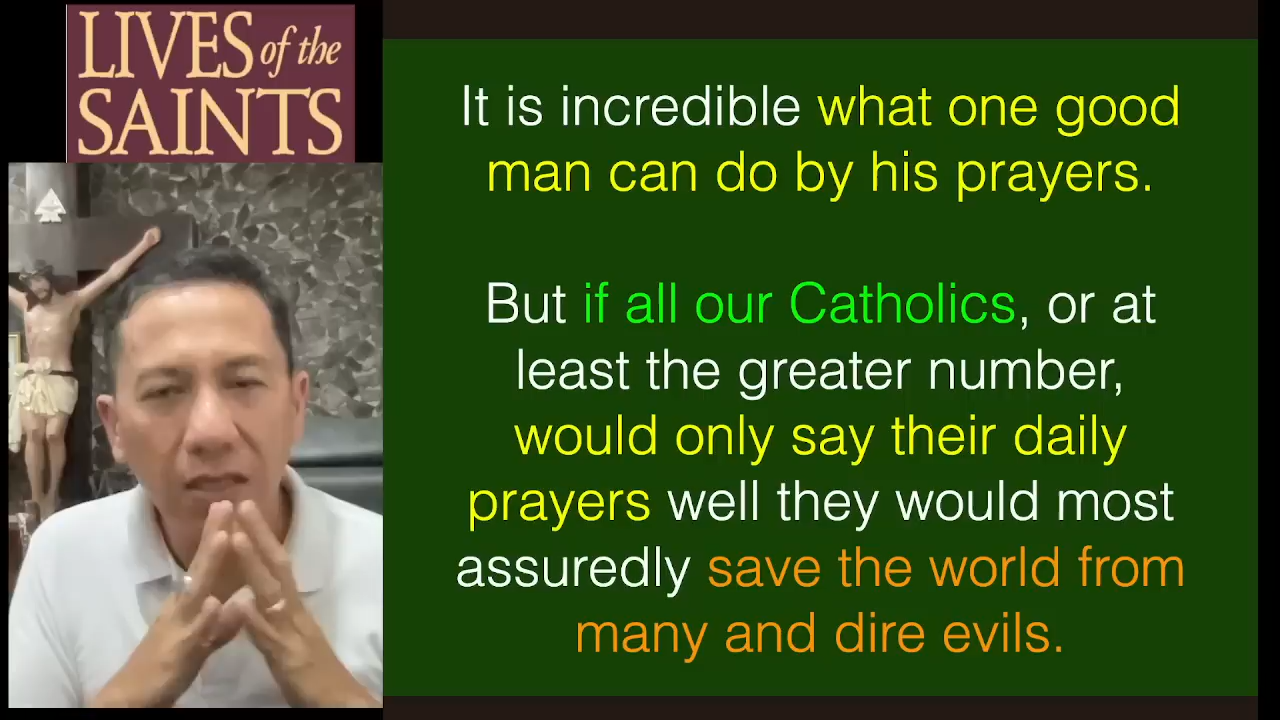 LIVES of the
SAINTS
It is incredible what one good
man can do by his prayers.
But if all our Catholics, or at
least the greater number,
would only say their daily
prayers well they would most
assuredly save the world from
many and dire evils.